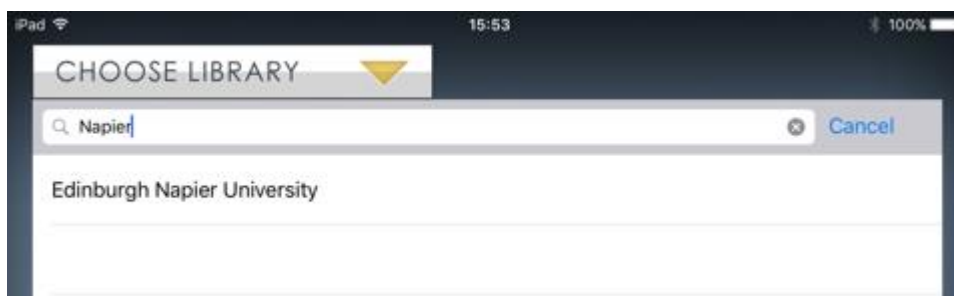 iPad 15:53 100%
CHOOSE LIBRARY
Napier Cancel
Edinburgh Napier University